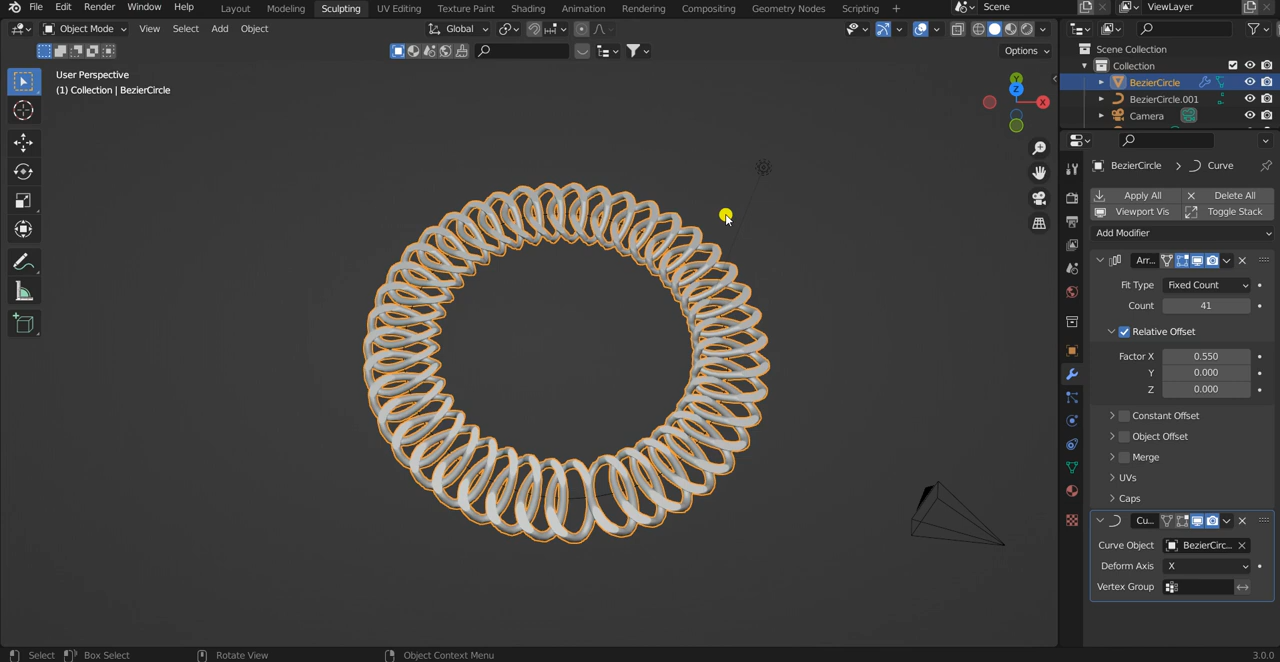 File Edit Render Window Help Layout Modeling Sculpting UV Editing Texture Paint Shading Animation Rendering Compositing Geometry Nodes Scripting + Scene ViewLayer
Object Mode View Select Add Object Global
Options
User Perspective
(1) Collection | BezierCircle
Y
Z
X
Scene Collection
Collection
BezierCircle
BezierCircle.001
Camera
BezierCircle > Curve
Apply All Delete All
Viewport Vis Toggle Stack
Add Modifier
Arr...
Fit Type Fixed Count
Count 41
Relative Offset
Factor X 0.550
Y 0.000
Z 0.000
Constant Offset
Object Offset
Merge
UVs
Caps
Cu...
Curve Object BezierCirc...
Deform Axis X
Vertex Group
Select Box Select Rotate View Object Context Menu 3.0.0